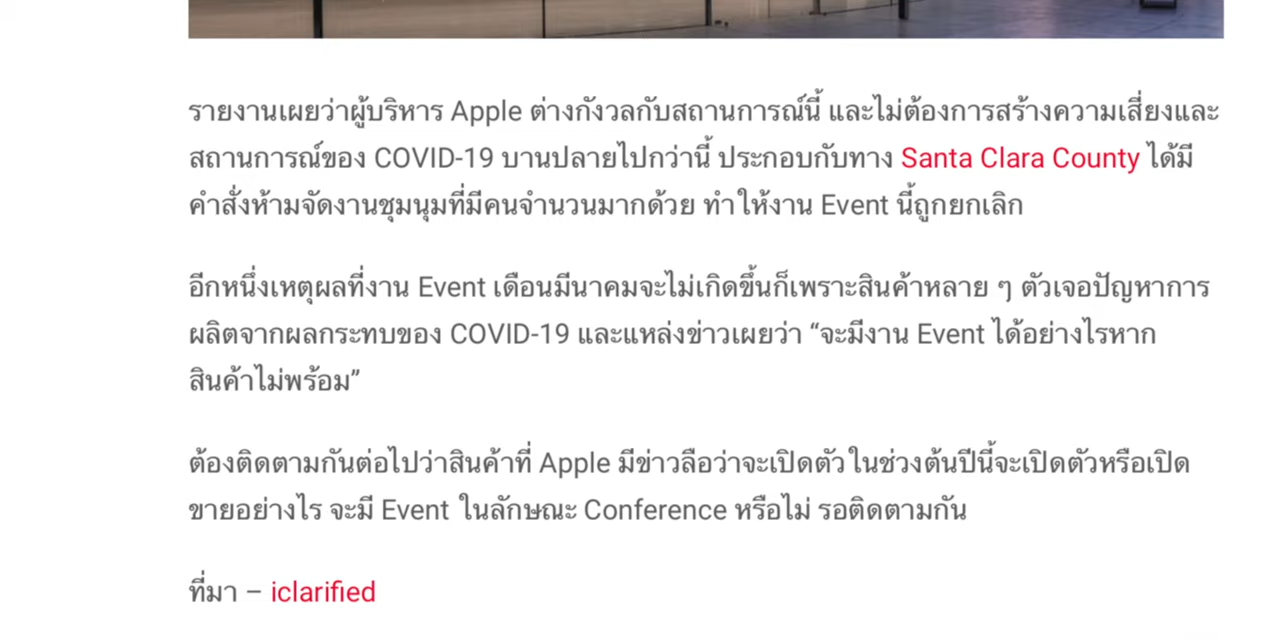 รายงานเผยว่าผู้บริหาร Apple ต่างกังวลกับสถานการณ์นี้ และไม่ต้องการสร้างความเสี่ยงและ
สถานการณ์ของ COVID-19 บานปลายไปกว่านี้ ประกอบกับทาง Santa Clara County ได้มี
คำสั่งห้ามจัดงานชุมนุมที่มีคนจำนวนมากด้วย ทำให้งาน Event นี้ถูกยกเลิก
อีกหนึ่งเหตุผลที่งาน Event เดือนมีนาคมจะไม่เกิดขึ้นก็เพราะสินค้าหลาย ๆ ตัวเจอปัญหาการ
ผลิตจากผลกระทบของ COVID-19 และแหล่งข่าวเผยว่า “จะมีงาน Event ได้อย่างไรหาก
สินค้าไม่พร้อม”
ต้องติดตามกันต่อไปว่าสินค้าที่ Apple มีข่าวลือว่าจะเปิดตัวในช่วงต้นปีนี้จะเปิดตัวหรือเปิด
ขายอย่างไร จะมี Event ในลักษณะ Conference หรือไม่ รอติดตามกัน
ที่มา – iclarified